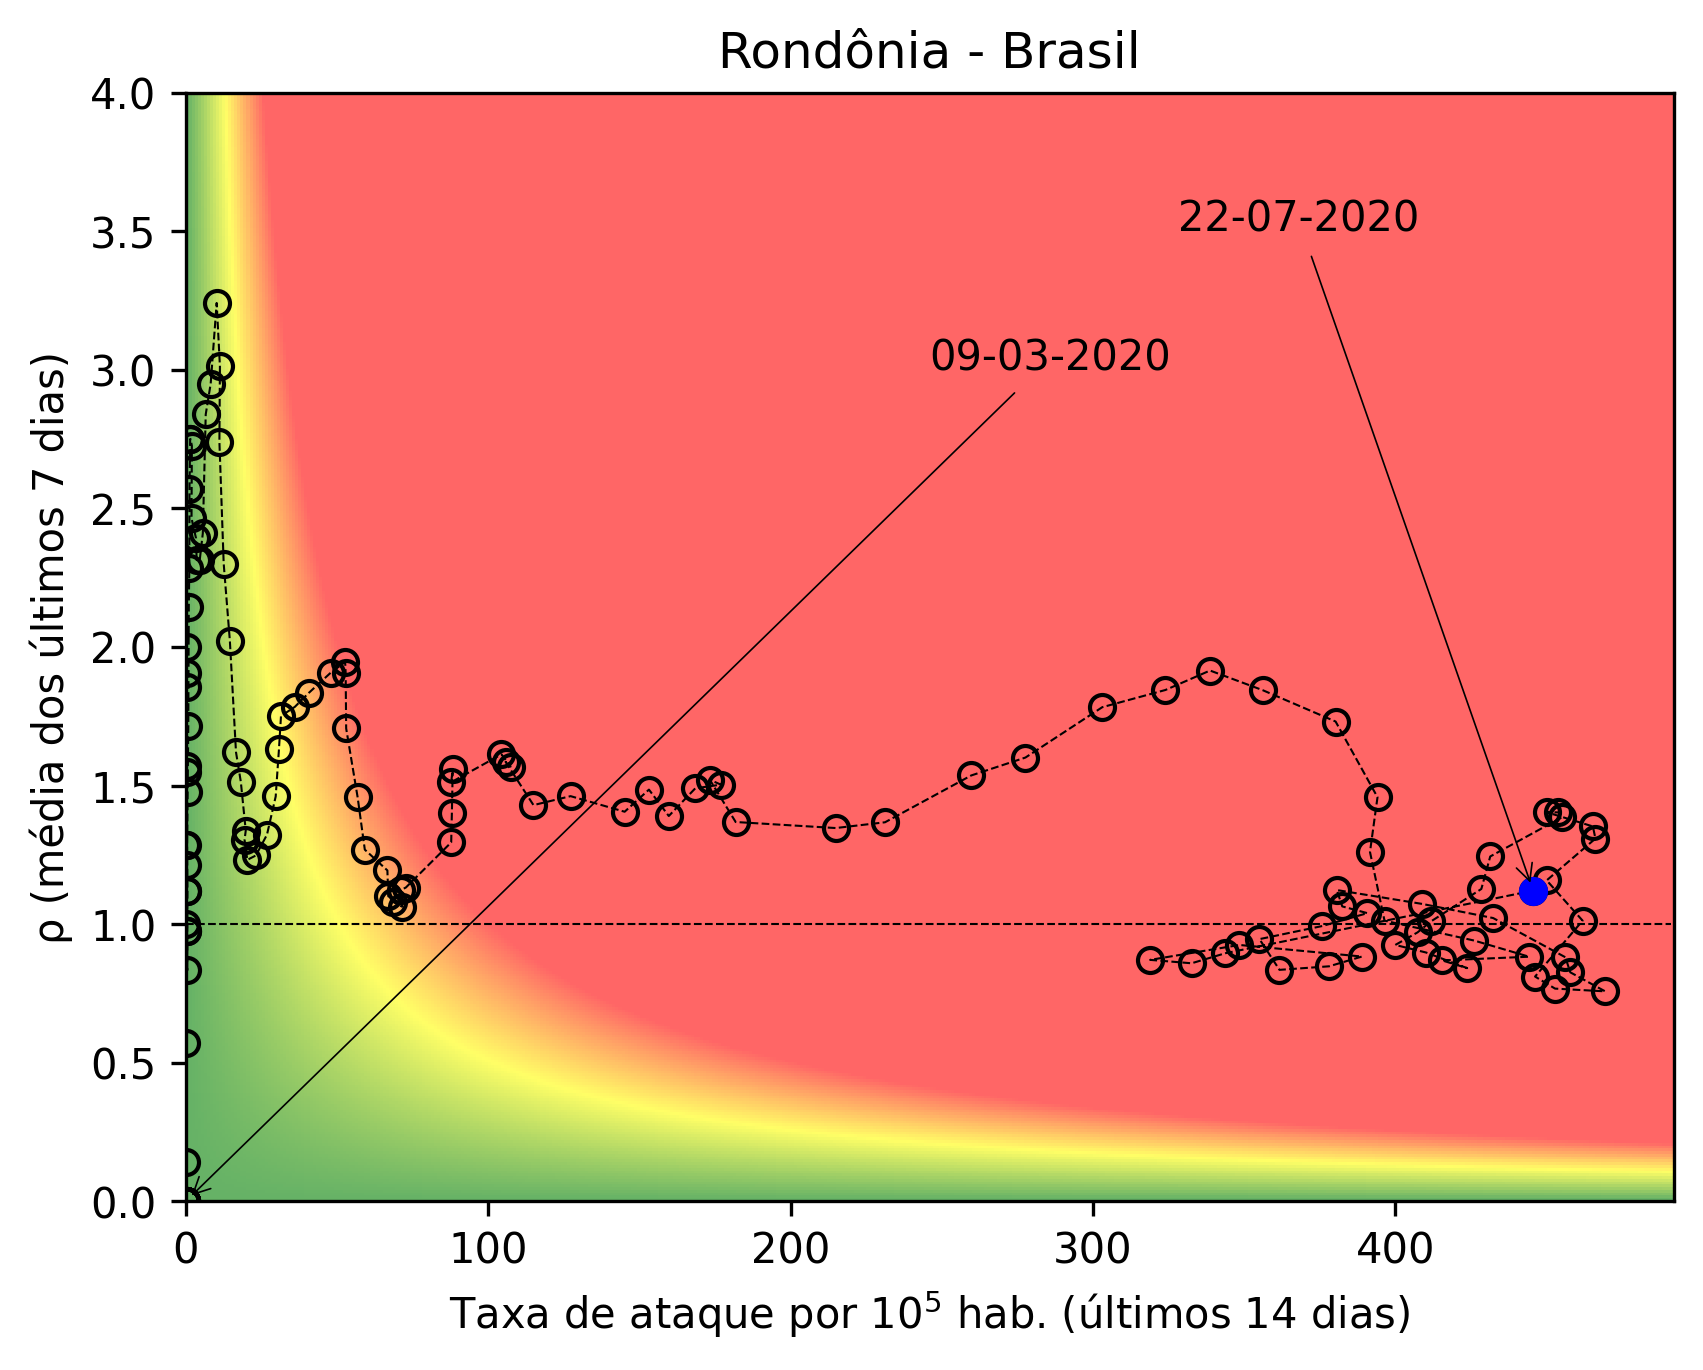 Rondônia - Brasil
4.0
3.5
3.0
2.5
2.0
1.5
1.0
0.5
0.0
ρ (média dos últimos 7 dias)
22-07-2020
09-03-2020
0 100 200 300 400
Taxa de ataque por 10⁵ hab. (últimos 14 dias)